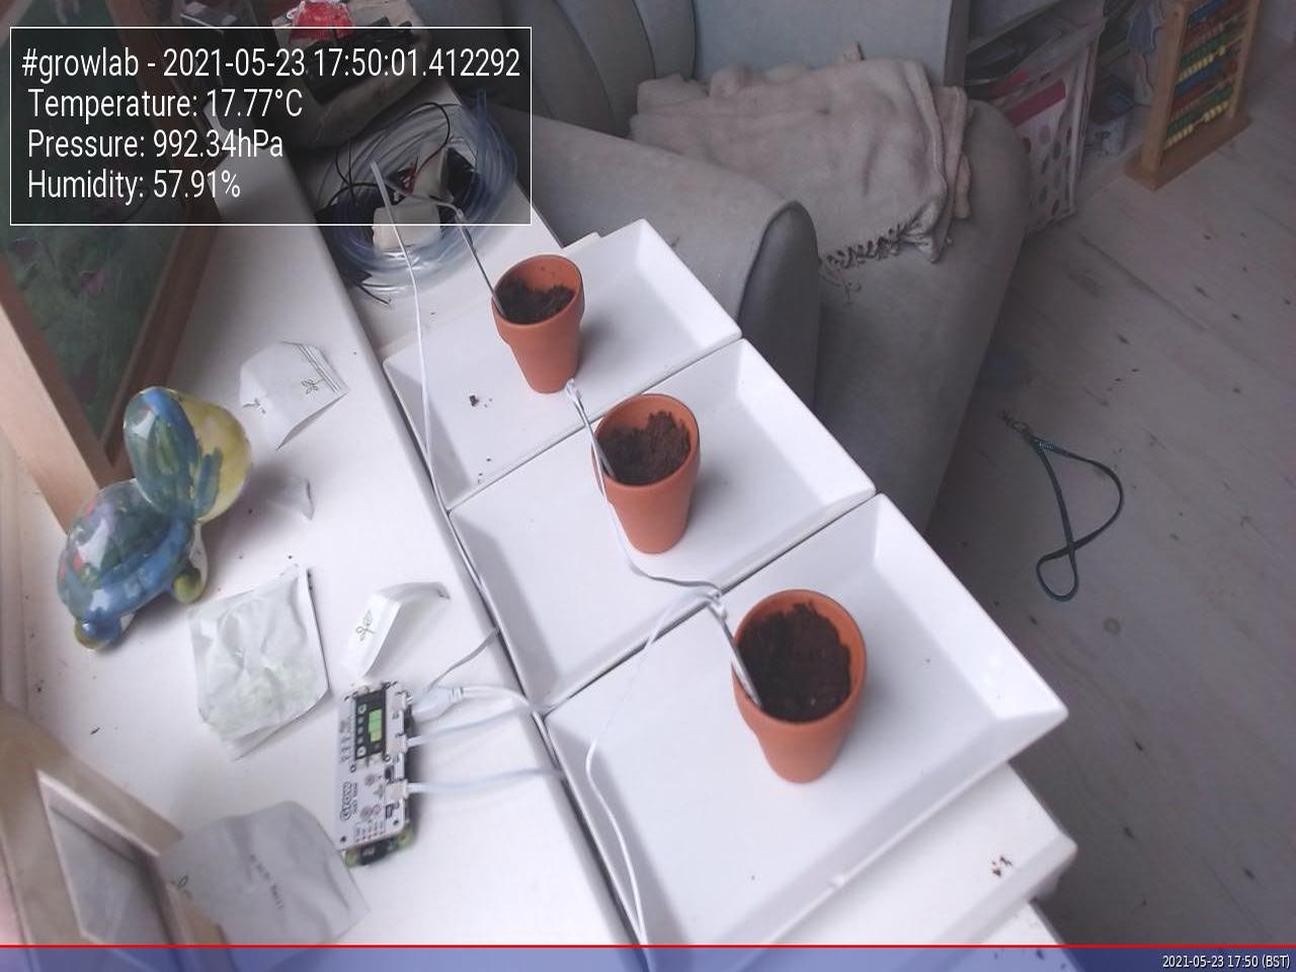 #growlab - 2021-05-23 17:50:01.412292
Temperature: 17.77°C
Pressure: 992.34hPa
Humidity: 57.91%
Grow
2021-05-23 17:50 (BST)